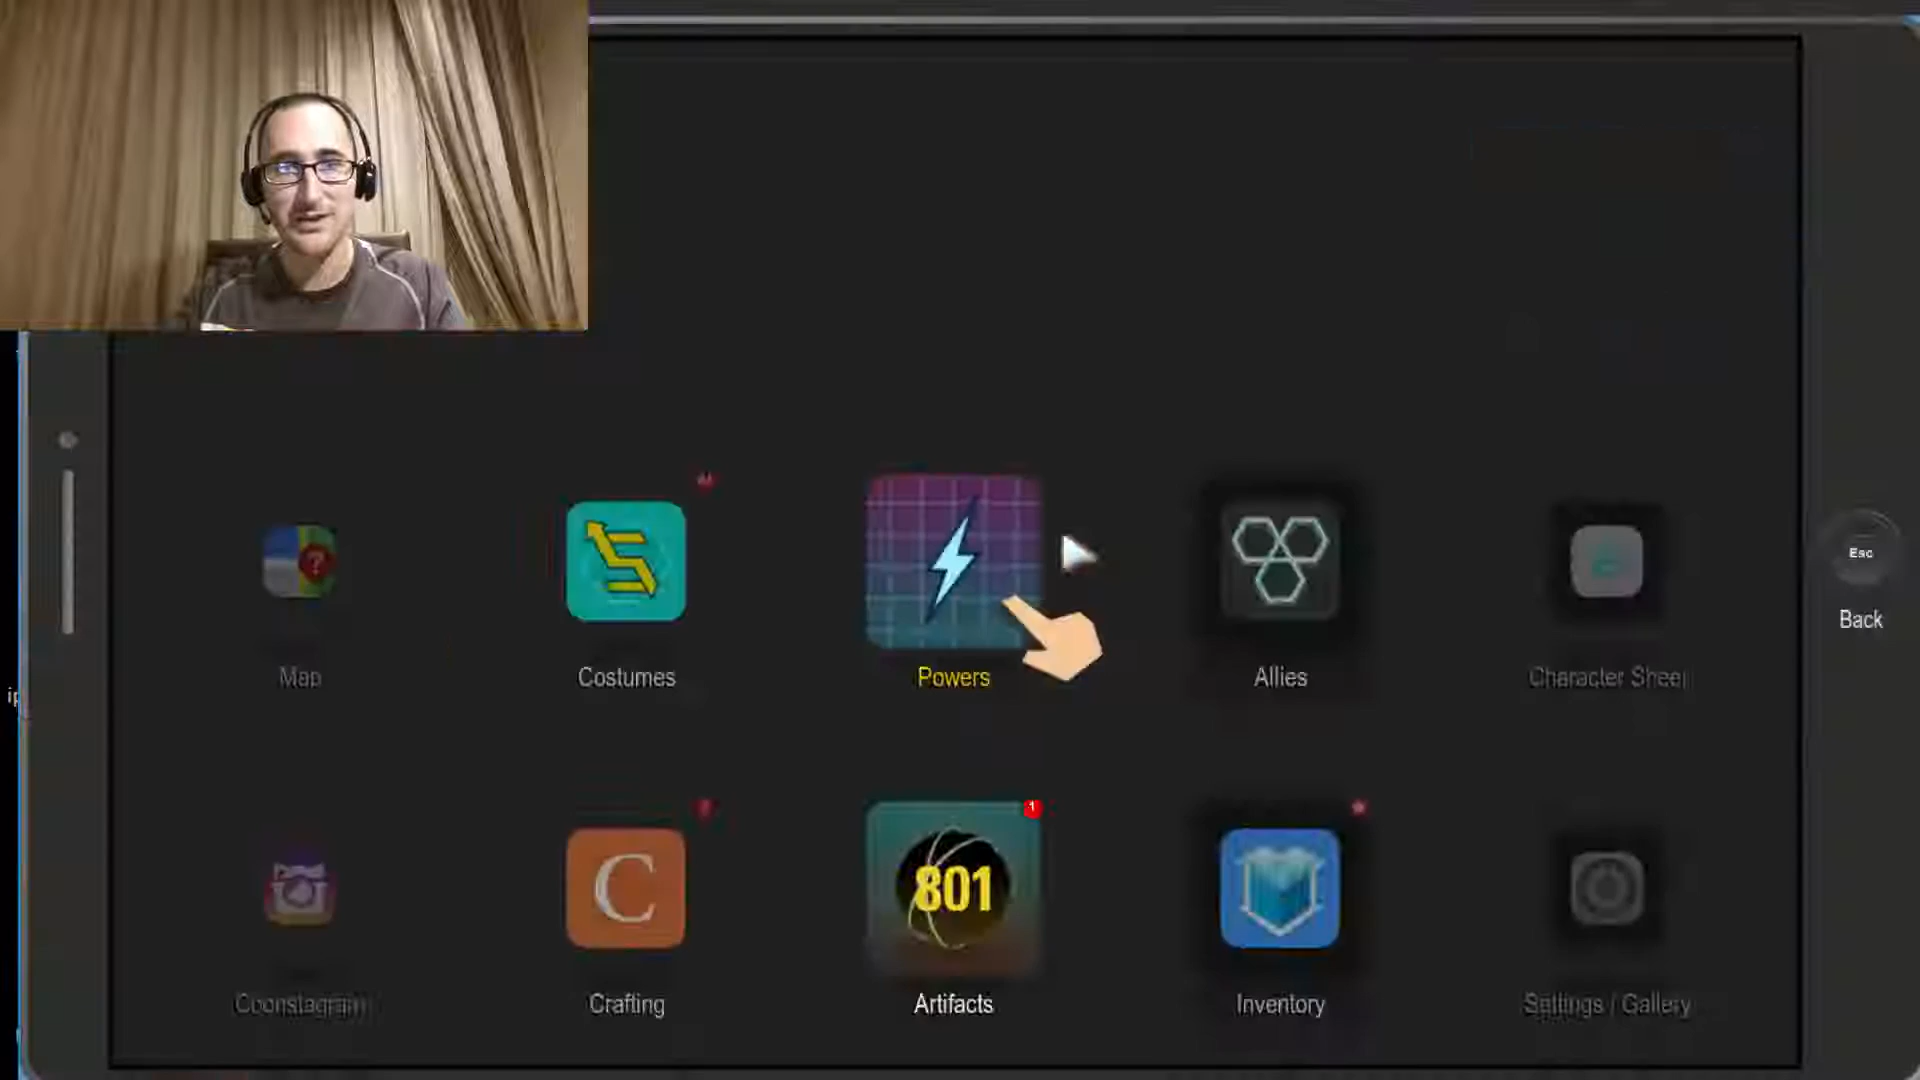 Esc
Back
Map
Costumes
Powers
Allies
Character Sheet
1
801
C
Coonstagram
Crafting
Artifacts
Inventory
Settings / Gallery